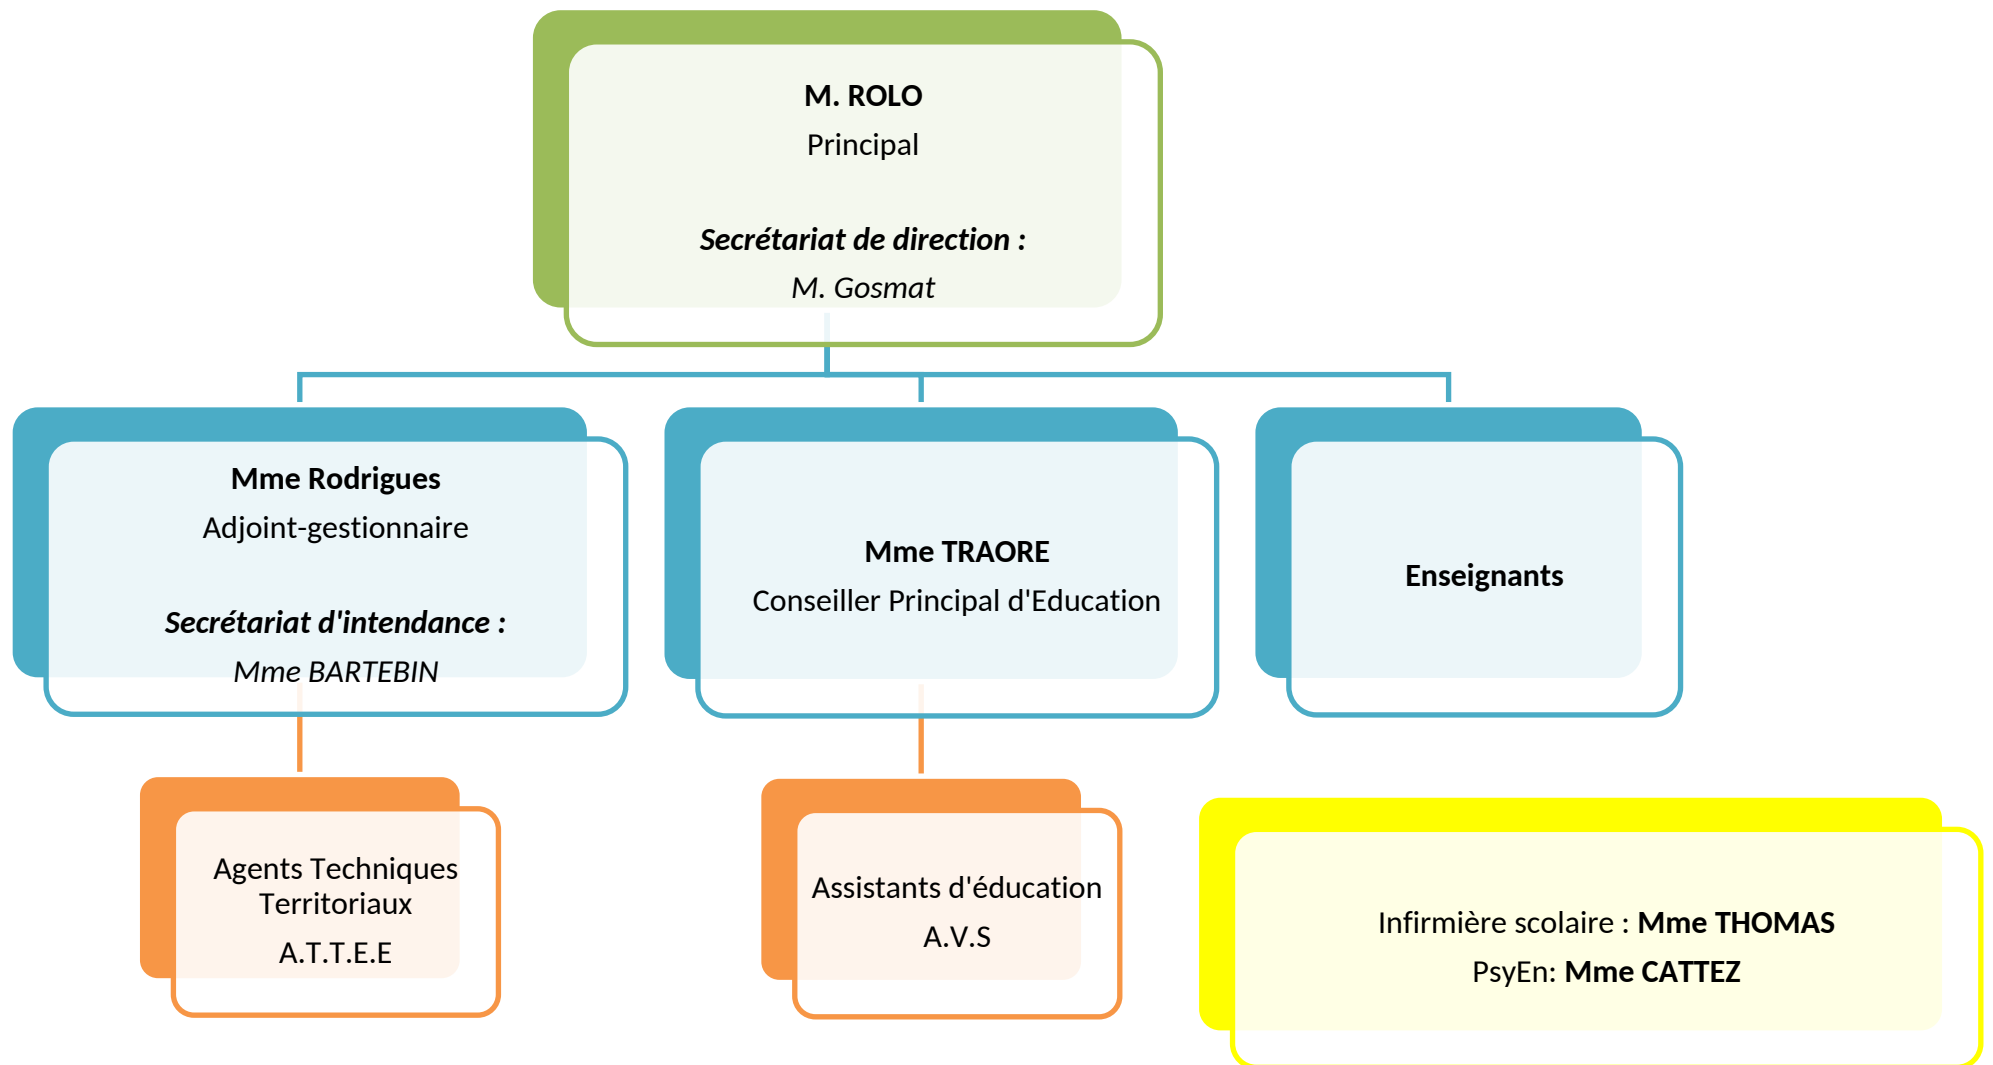 M. ROLO
Principal
Secrétariat de direction :
M. Gosmat
Mme Rodrigues
Adjoint-gestionnaire
Secrétariat d'intendance :
Mme BARTEBIN
Mme TRAORE
Conseiller Principal d'Education
Enseignants
Agents Techniques
Territoriaux
A.T.T.E.E
Assistants d'éducation
A.V.S
Infirmière scolaire : Mme THOMAS
PsyEn: Mme CATTEZ